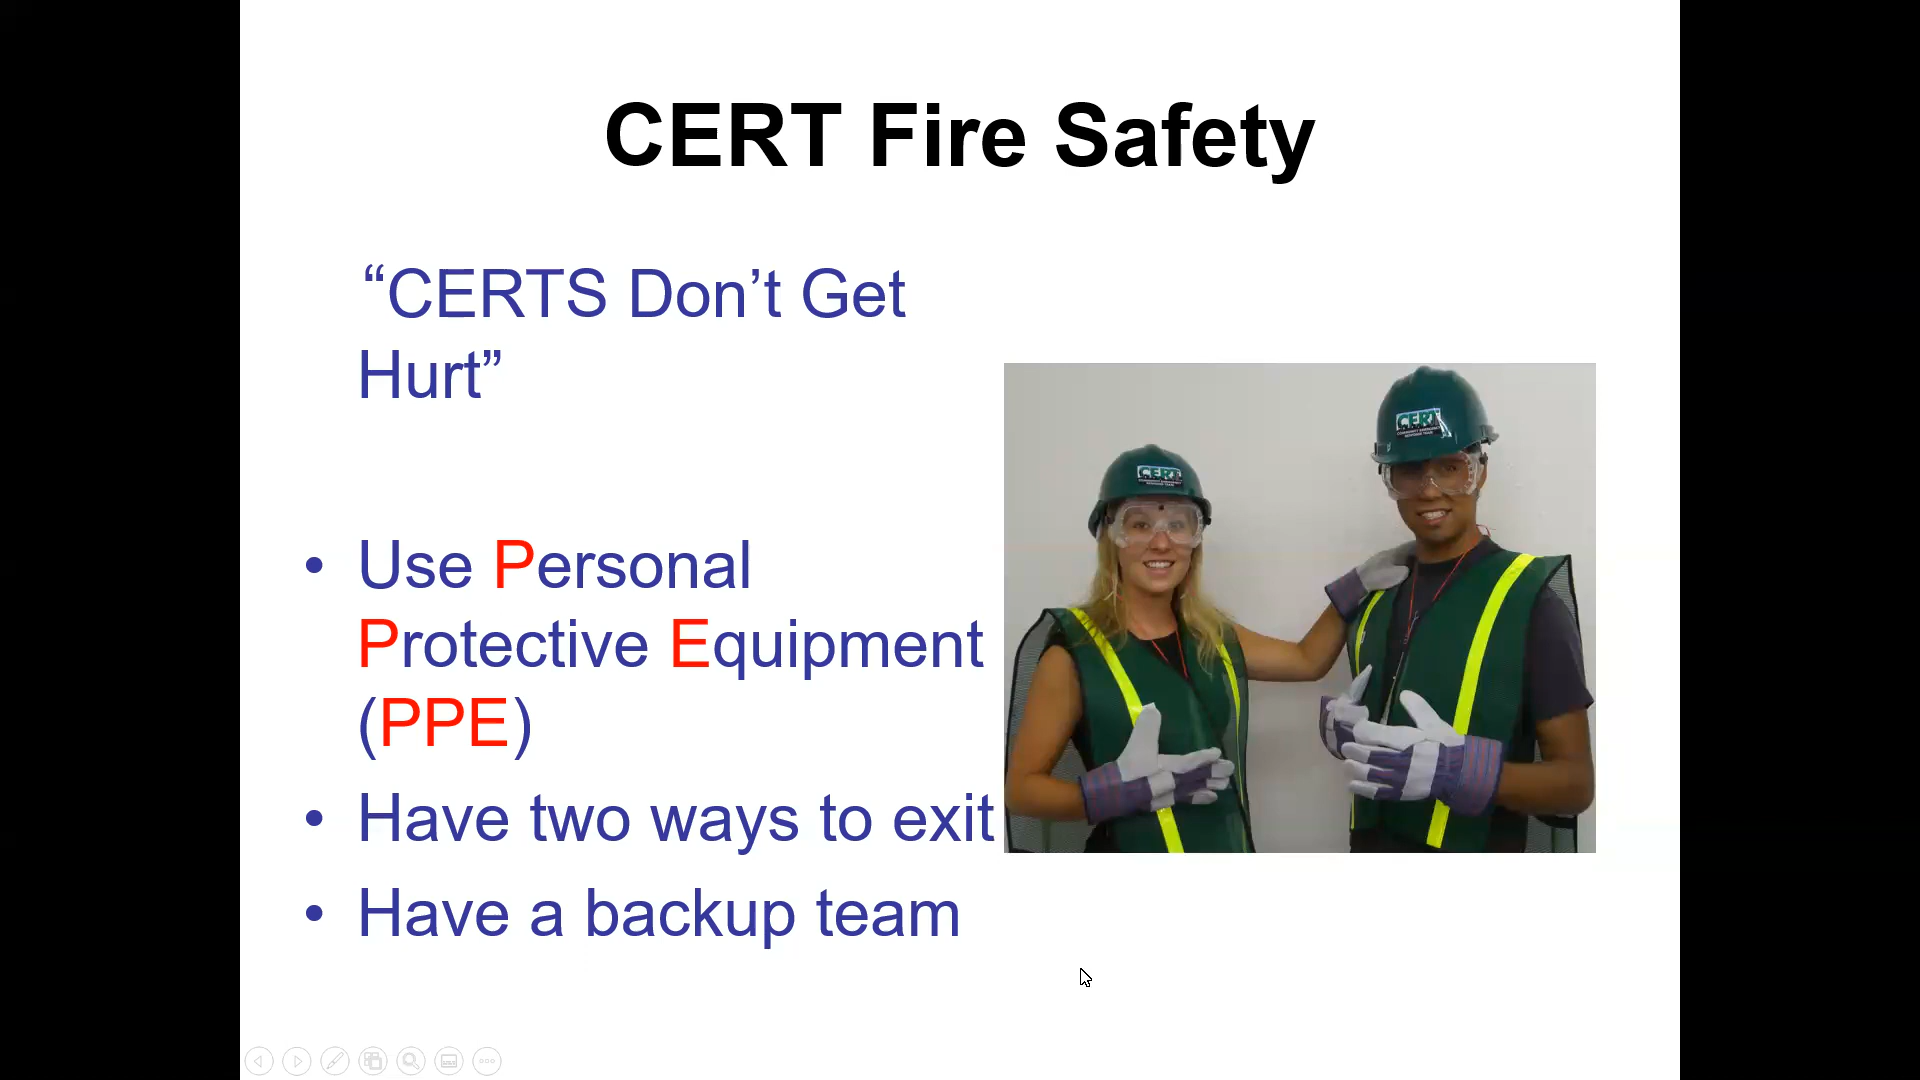 CERT Fire Safety
“CERTS Don’t Get
Hurt”
• Use Personal
Protective Equipment
(PPE)
• Have two ways to exit
• Have a backup team
CERT
CERT